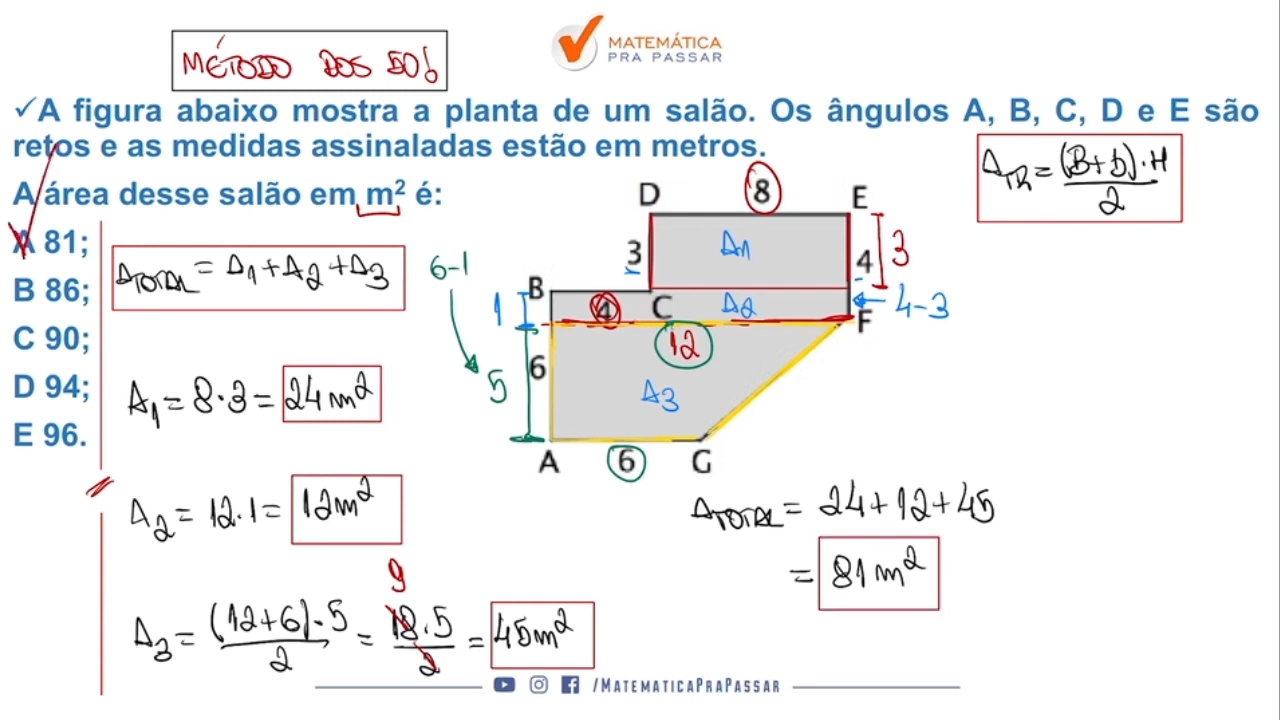 MÉTODO DOS 50!
MATEMÁTICA
PRA PASSAR
✓A figura abaixo mostra a planta de um salão. Os ângulos A, B, C, D e E são
retos e as medidas assinaladas estão em metros.
A área desse salão em m² é:
A 81;
B 86;
C 90;
D 94;
E 96.
A_TR = (B+b)·H / 2
A_TOTAL = A1 + A2 + A3
A1 = 8·3 = 24 m²
A2 = 12·1 = 12 m²
A3 = (12+6)·5 / 2 = 18·5 / 2 = 45 m²
9
D 8 E
3 A1 4 3
6-1
B
1 4 C A2 4-3
F
12
5 6 A3
A 6 G
A_TOTAL = 24+12+45
= 81 m²
/MATEMATICAPRAPASSAR